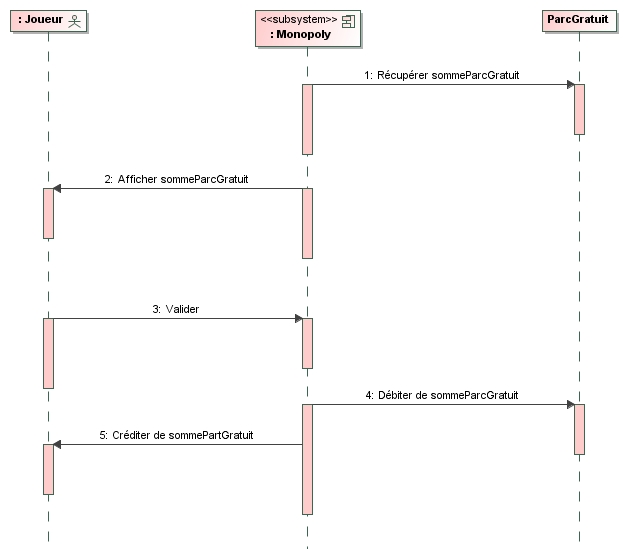 : Joueur
<<subsystem>>
: Monopoly
ParcGratuit
1: Récupérer sommeParcGratuit
2: Afficher sommeParcGratuit
3: Valider
4: Débiter de sommeParcGratuit
5: Créditer de sommePartGratuit